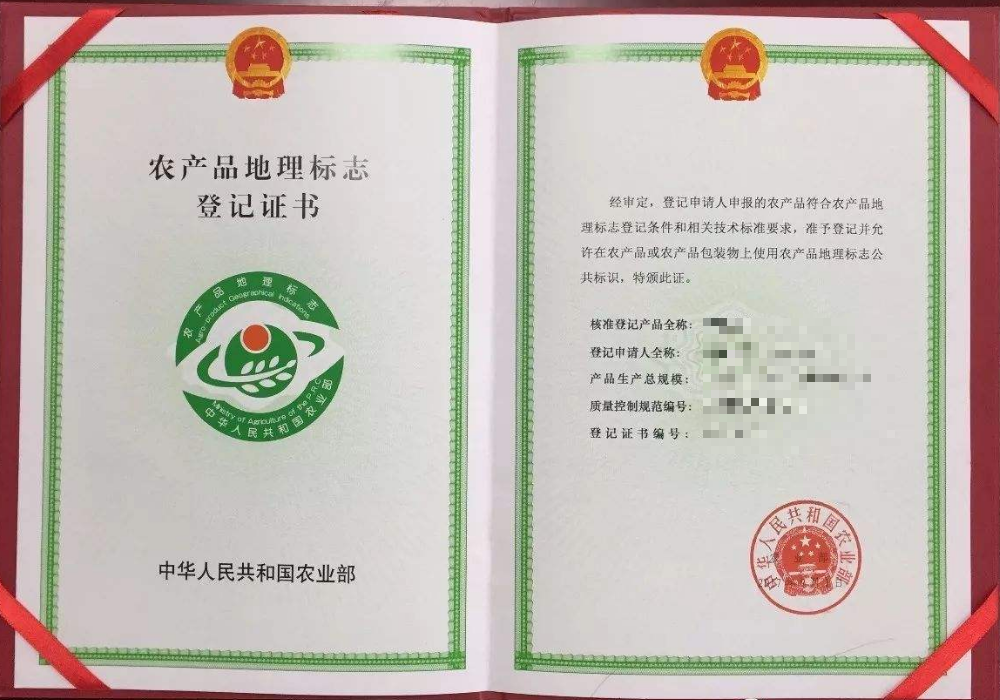 农产品地理标志
登记证书
农产品地理标志
Agro-product Geographical Indications
Ministry of Agriculture of the P.R.C
中华人民共和国农业部
中华人民共和国农业部
经审定，登记申请人申报的农产品符合农产品地
理标志登记条件和相关技术标准要求，准予登记并允
许在农产品或农产品包装物上使用农产品地理标志公
共标识，特颁此证。
核准登记产品全称：
登记申请人全称：
产品生产总规模：
质量控制规范编号：
登记证书编号：
中华人民共和国农业部